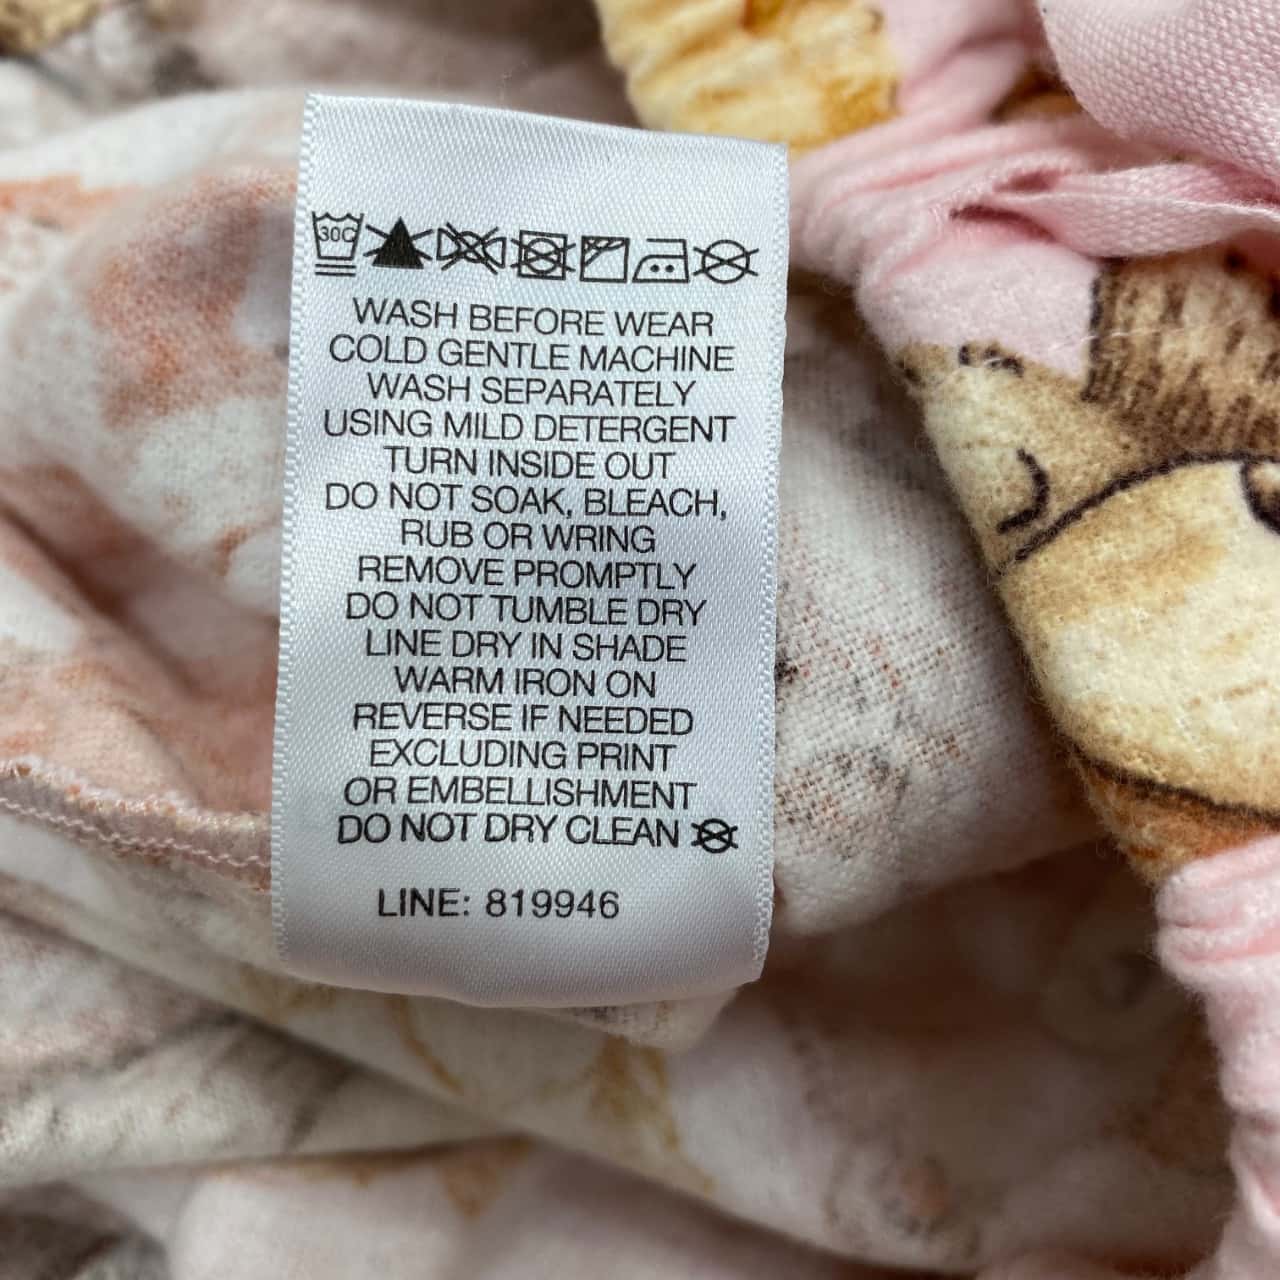 30C
WASH BEFORE WEAR
COLD GENTLE MACHINE
WASH SEPARATELY
USING MILD DETERGENT
TURN INSIDE OUT
DO NOT SOAK, BLEACH,
RUB OR WRING
REMOVE PROMPTLY
DO NOT TUMBLE DRY
LINE DRY IN SHADE
WARM IRON ON
REVERSE IF NEEDED
EXCLUDING PRINT
OR EMBELLISHMENT
DO NOT DRY CLEAN
LINE: 819946